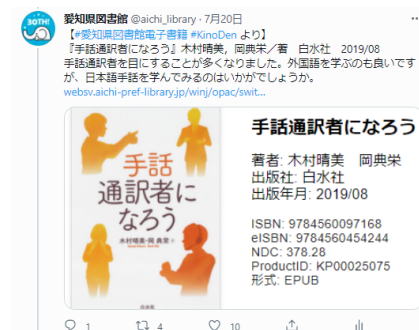 30TH!
愛知県図書館 @aichi_library · 7月20日
【#愛知県図書館電子書籍 #KinoDen より】
『手話通訳者になろう』木村晴美，岡典栄／著　白水社　2019/08
手話通訳者を目にすることが多くなりました。外国語を学ぶのも良いです
が、日本語手話を学んでみるのはいかがでしょうか。
websv.aichi-pref-library.jp/winj/opac/swit...
手話
通訳者に
なろう
木村晴美・岡 典栄 著
白水社
手話通訳者になろう
著者: 木村晴美　岡典栄
出版社: 白水社
出版年月: 2019/08
ISBN: 9784560097168
eISBN: 9784560454244
NDC: 378.28
ProductID: KP00025075
形式: EPUB
1
4
10